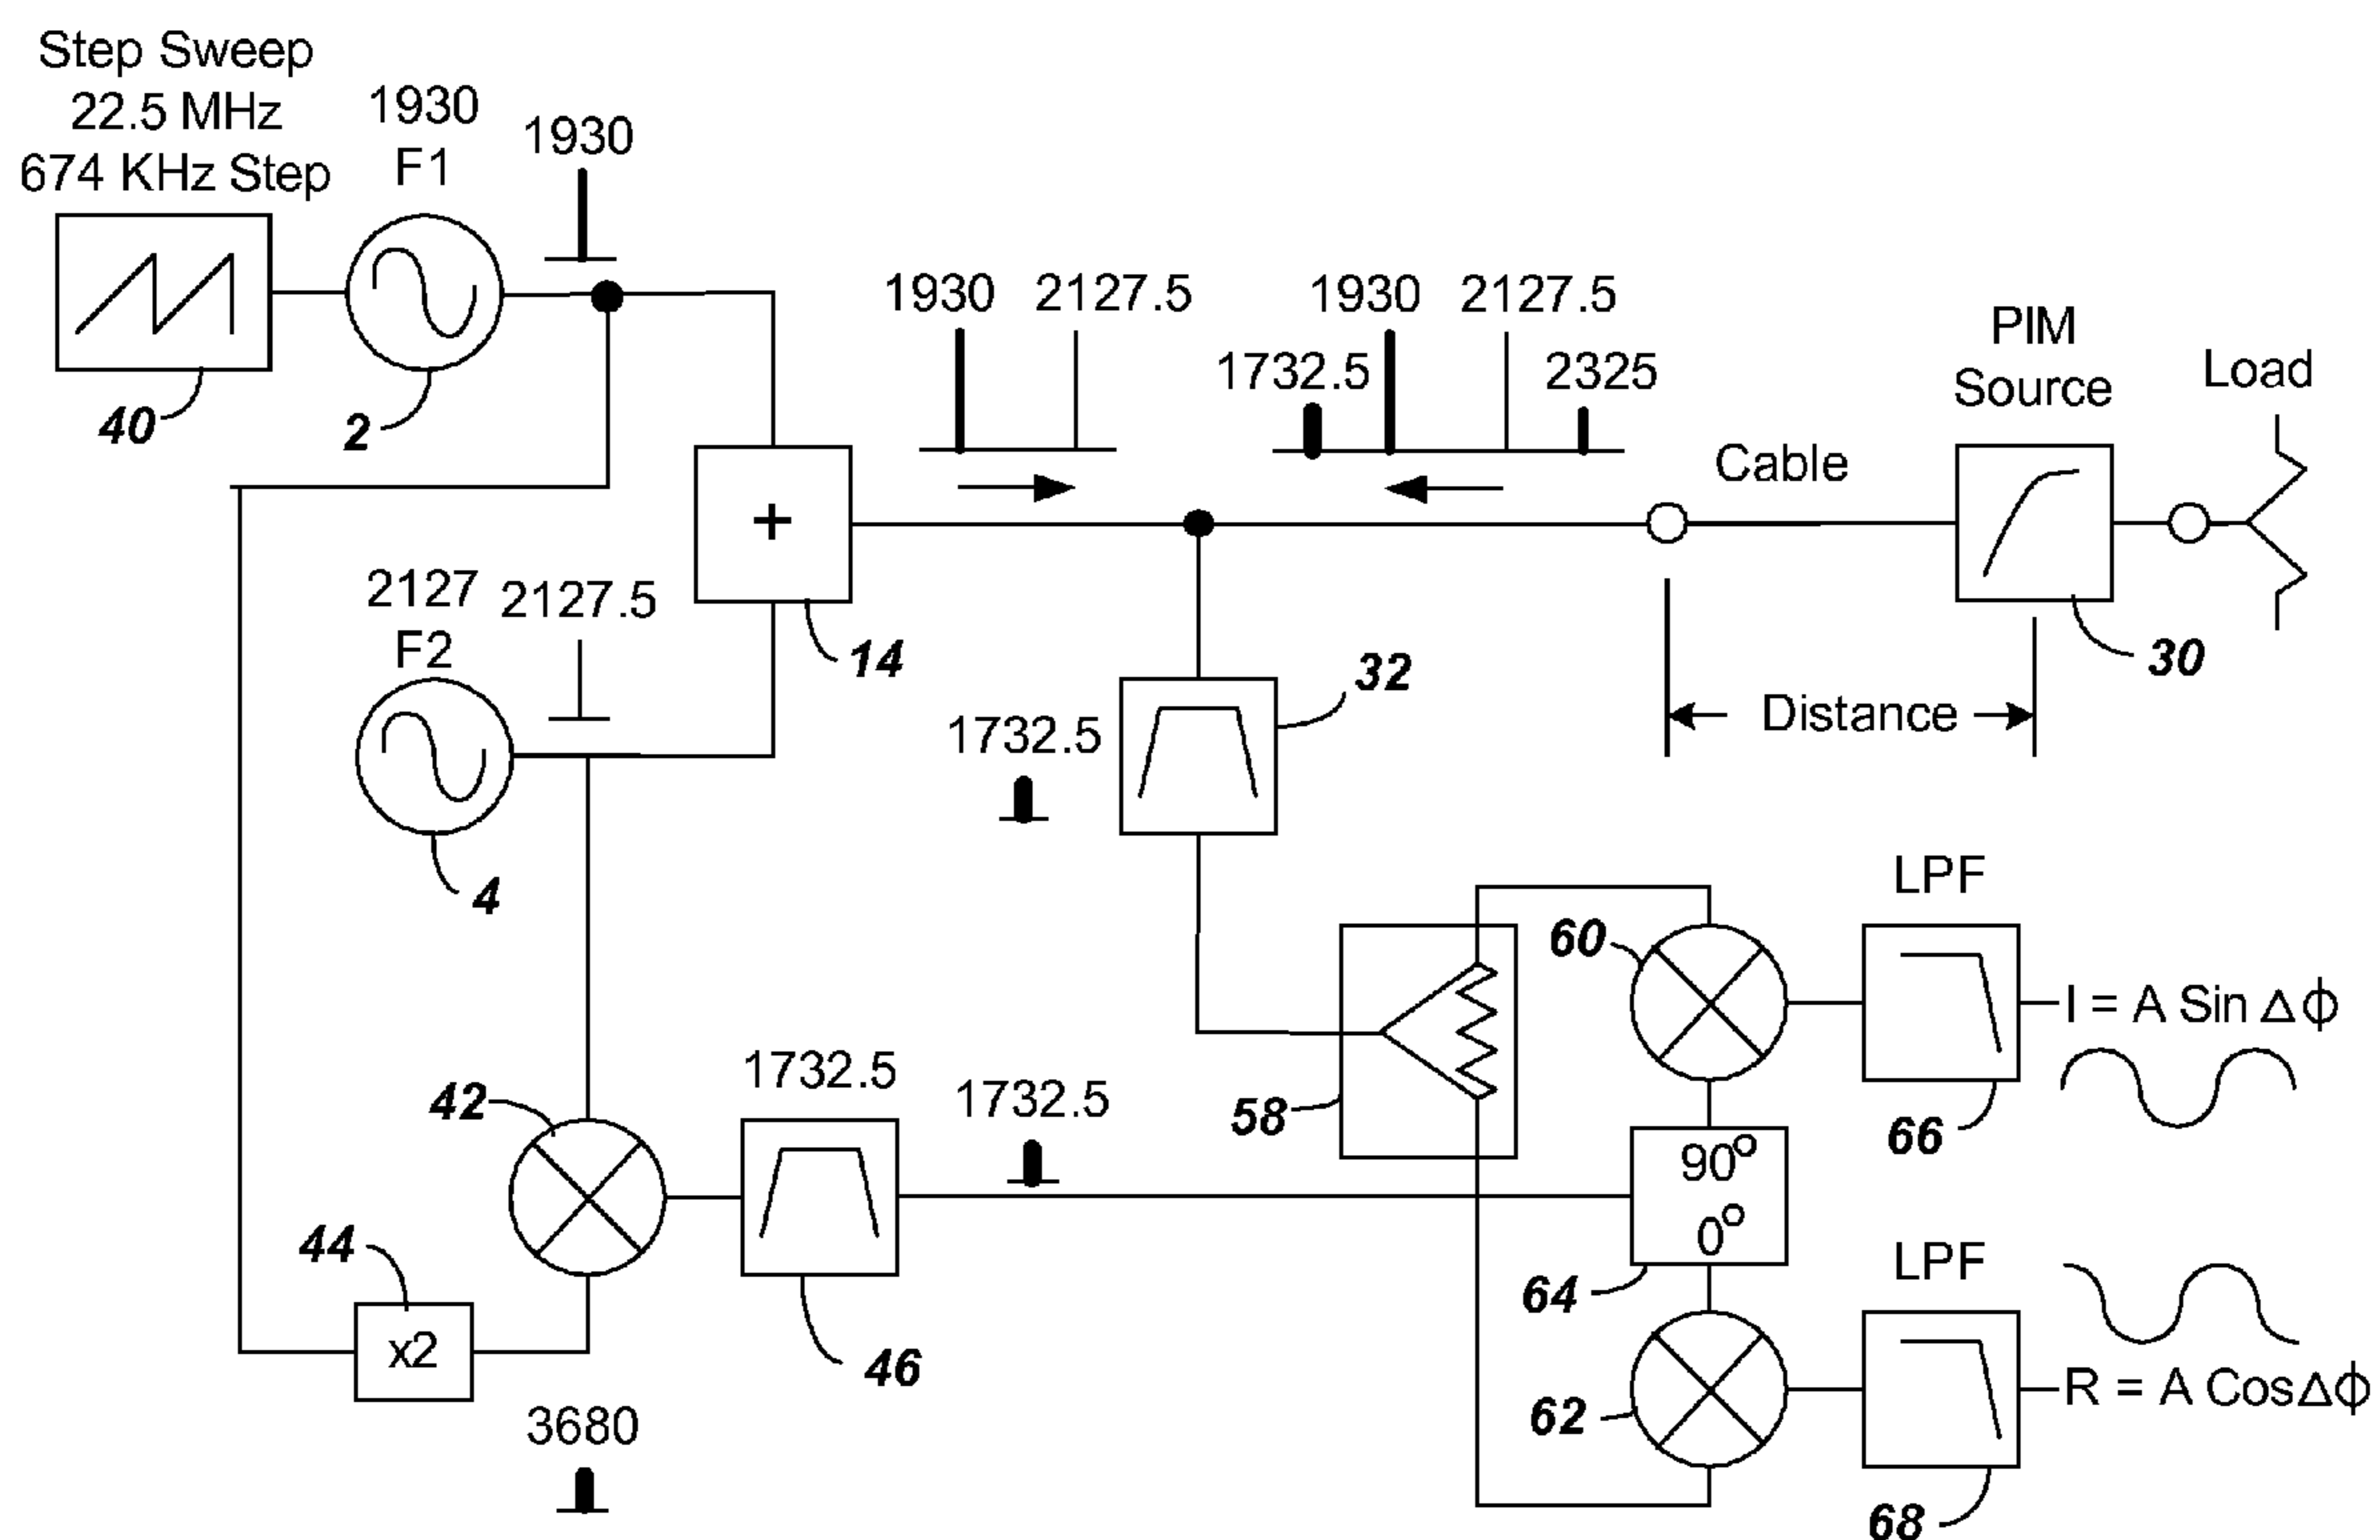 Step Sweep
22.5 MHz
674 KHz Step
1930
F1
1930
40
2
1930
2127.5
1930
2127.5
1732.5
2325
PIM
Source
Load
Cable
+
14
30
2127
F2
2127.5
4
32
1732.5
Distance
LPF
60
I = A Sin Δ ϕ
66
58
1732.5
1732.5
42
90°
0°
64
44
x2
46
3680
LPF
62
R = A Cos Δϕ
68